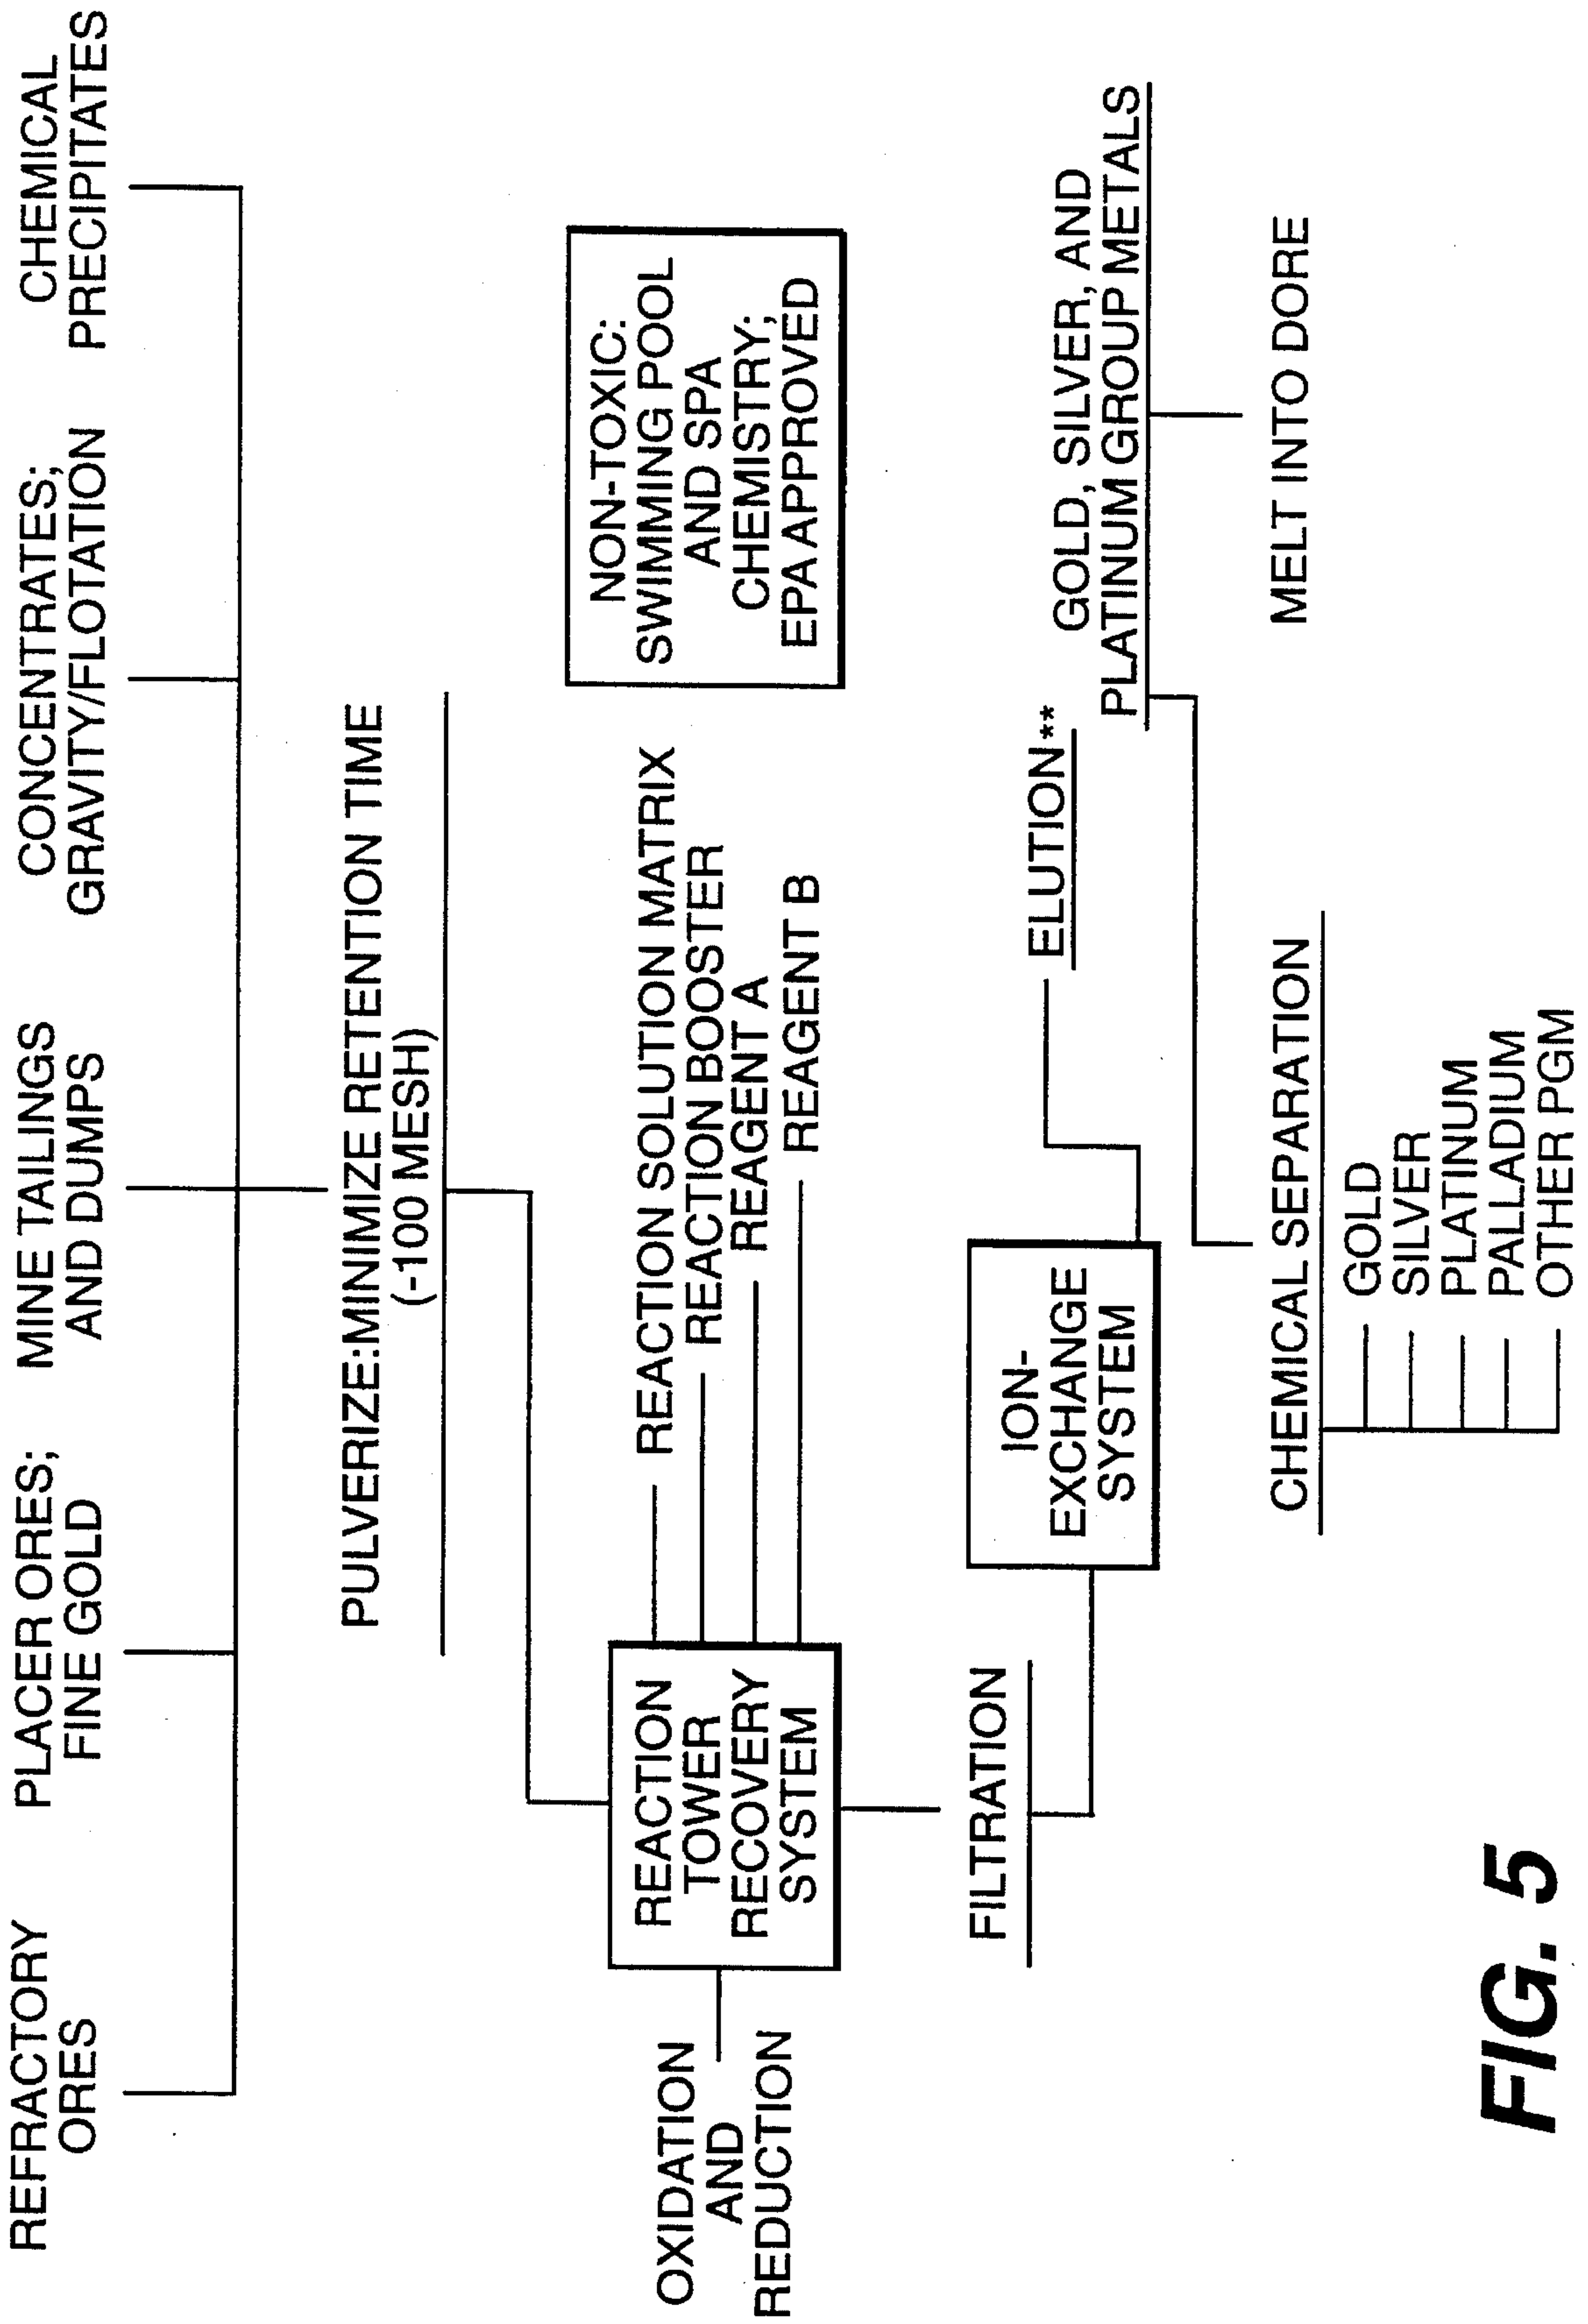 REFRACTORY
ORES
PLACER ORES;
FINE GOLD
MINE TAILINGS
AND DUMPS
CONCENTRATES;
GRAVITY/FLOTATION
CHEMICAL
PRECIPITATES
PULVERIZE:MINIMIZE RETENTION TIME
(-100 MESH)
OXIDATION
AND
REDUCTION
REACTION
TOWER
RECOVERY
SYSTEM
REACTION SOLUTION MATRIX
REACTION BOOSTER
REAGENT A
REAGENT B
NON-TOXIC:
SWIMMING POOL
AND SPA
CHEMISTRY;
EPA APPROVED
FILTRATION
ION-
EXCHANGE
SYSTEM
ELUTION**
GOLD, SILVER, AND
PLATINUM GROUP METALS
CHEMICAL SEPARATION
GOLD
SILVER
PLATINUM
PALLADIUM
OTHER PGM
MELT INTO DORE
FIG. 5